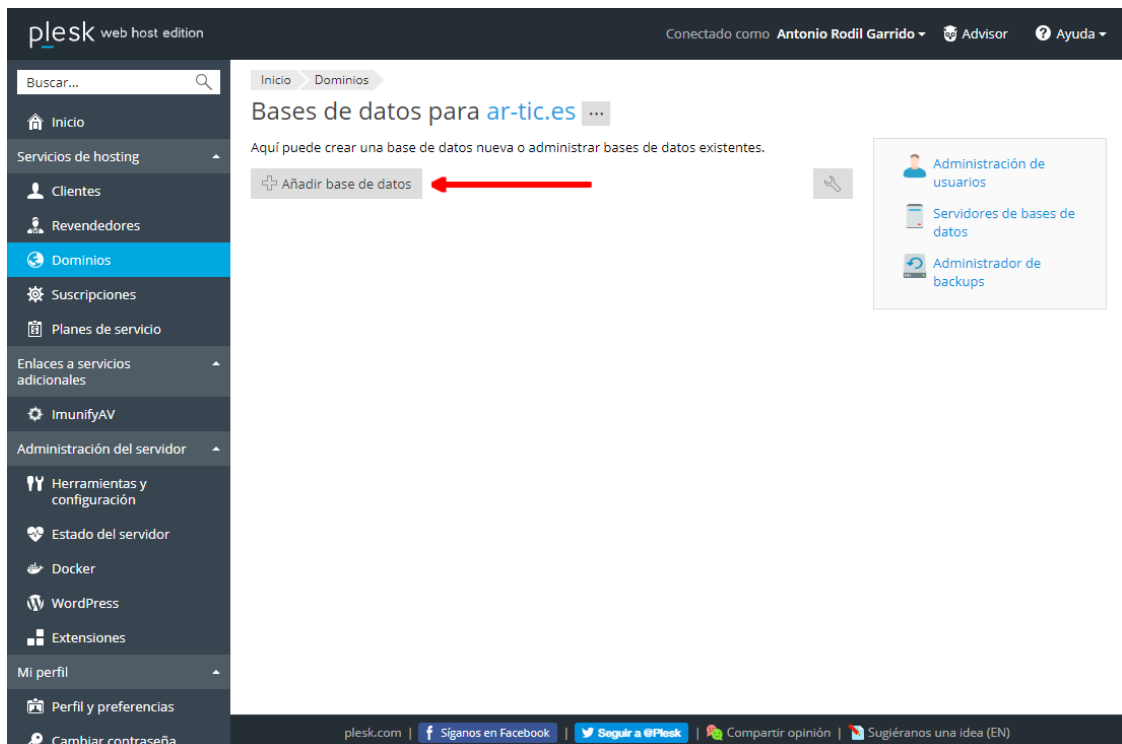 plesk web host edition
Conectado como Antonio Rodil Garrido
Advisor
Ayuda
Buscar...
Inicio
Servicios de hosting
Clientes
Revendedores
Dominios
Suscripciones
Planes de servicio
Enlaces a servicios
adicionales
ImunifyAV
Administración del servidor
Herramientas y
configuración
Estado del servidor
Docker
WordPress
Extensiones
Mi perfil
Perfil y preferencias
Cambiar contraseña
Inicio
Dominios
Bases de datos para ar-tic.es ...
Aquí puede crear una base de datos nueva o administrar bases de datos existentes.
Añadir base de datos
Administración de
usuarios
Servidores de bases de
datos
Administrador de
backups
plesk.com | Síganos en Facebook | Seguir a @Plesk | Compartir opinión | Sugiéranos una idea (EN)